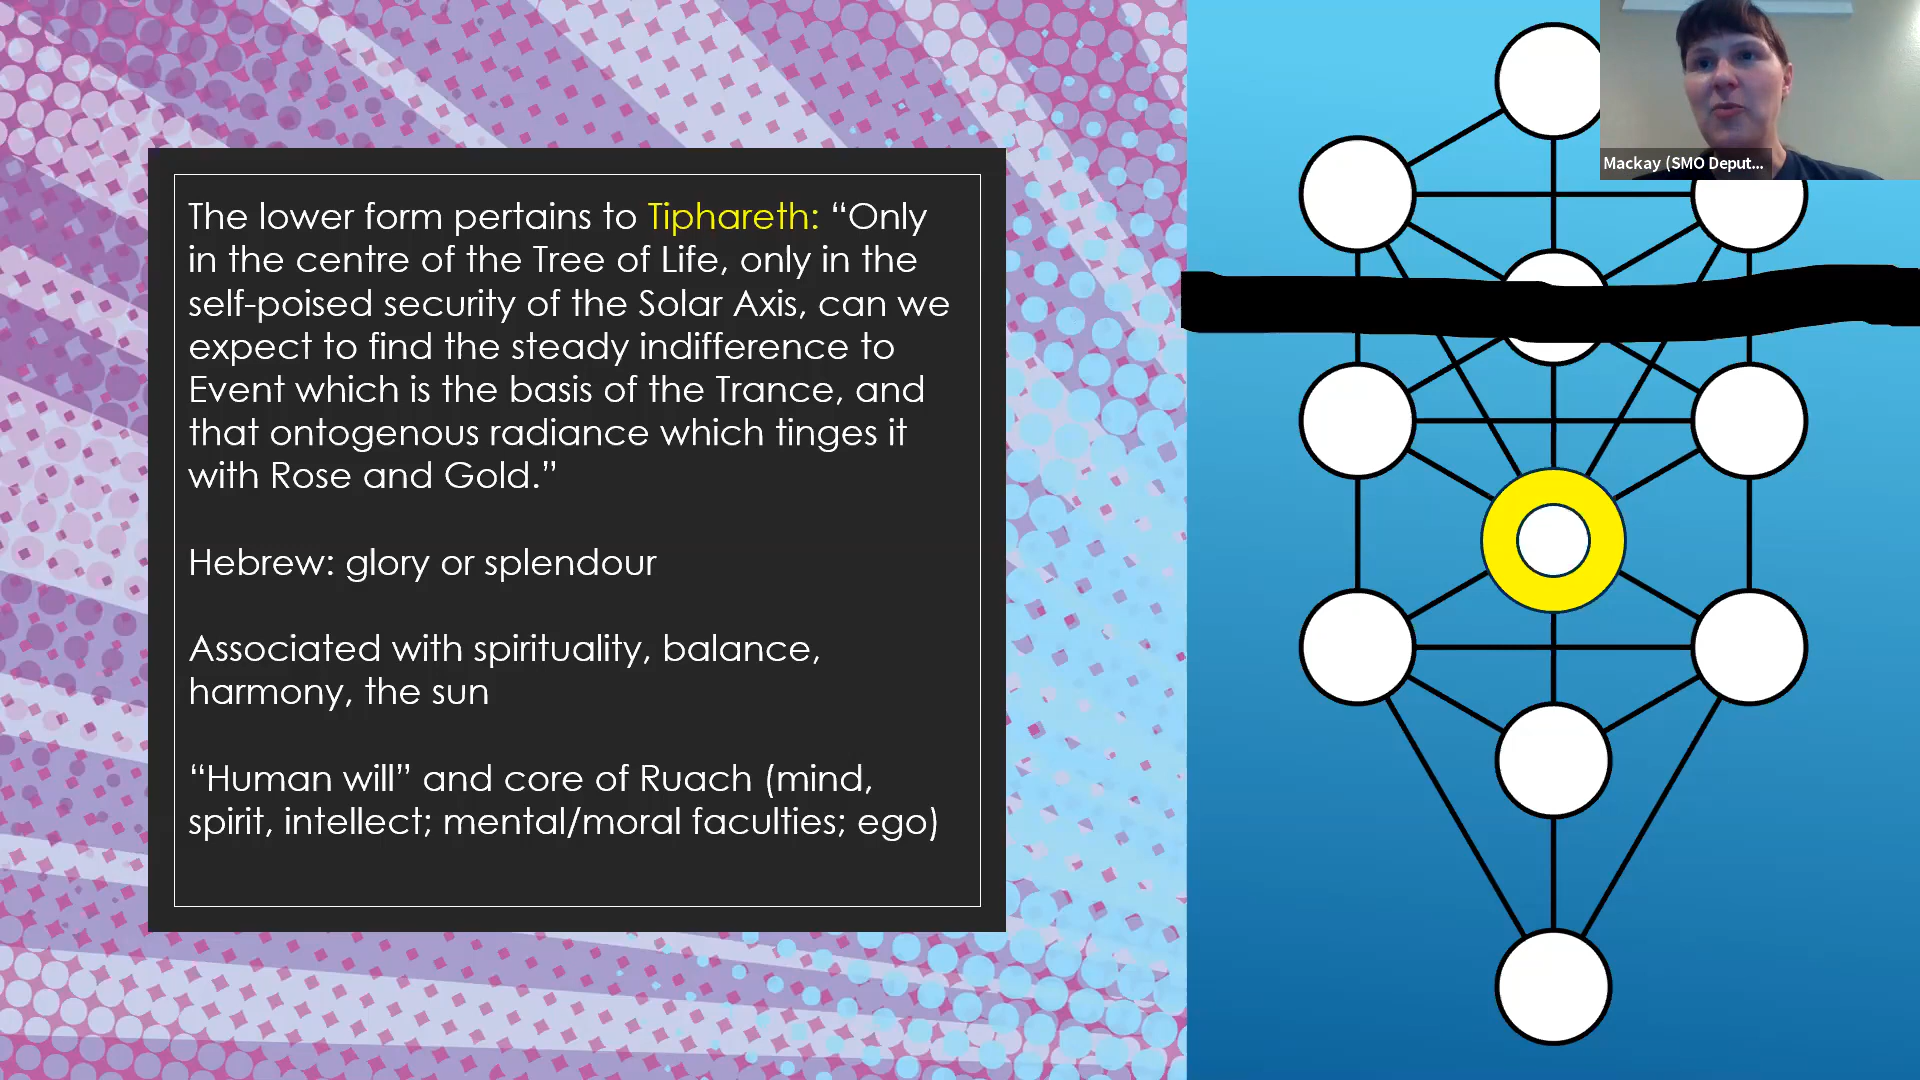 The lower form pertains to Tiphareth: “Only
in the centre of the Tree of Life, only in the
self-poised security of the Solar Axis, can we
expect to find the steady indifference to
Event which is the basis of the Trance, and
that ontogenous radiance which tinges it
with Rose and Gold.”
Hebrew: glory or splendour
Associated with spirituality, balance,
harmony, the sun
“Human will” and core of Ruach (mind,
spirit, intellect; mental/moral faculties; ego)
Mackay (SMO Deput...